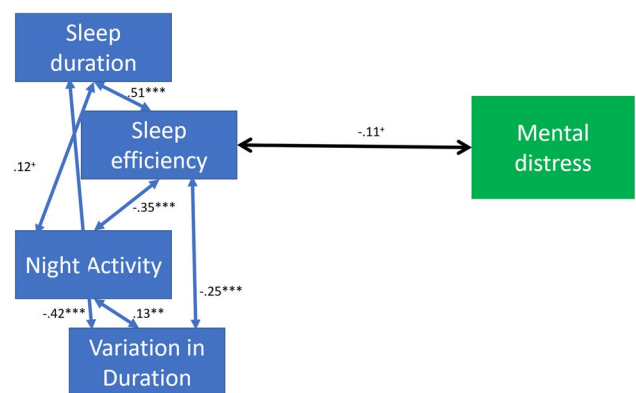 Sleep
duration
.51***
Sleep
efficiency
-.11⁺
Mental
distress
.12⁺
-.35***
Night Activity
-.25***
-.42***
.13**
Variation in
Duration